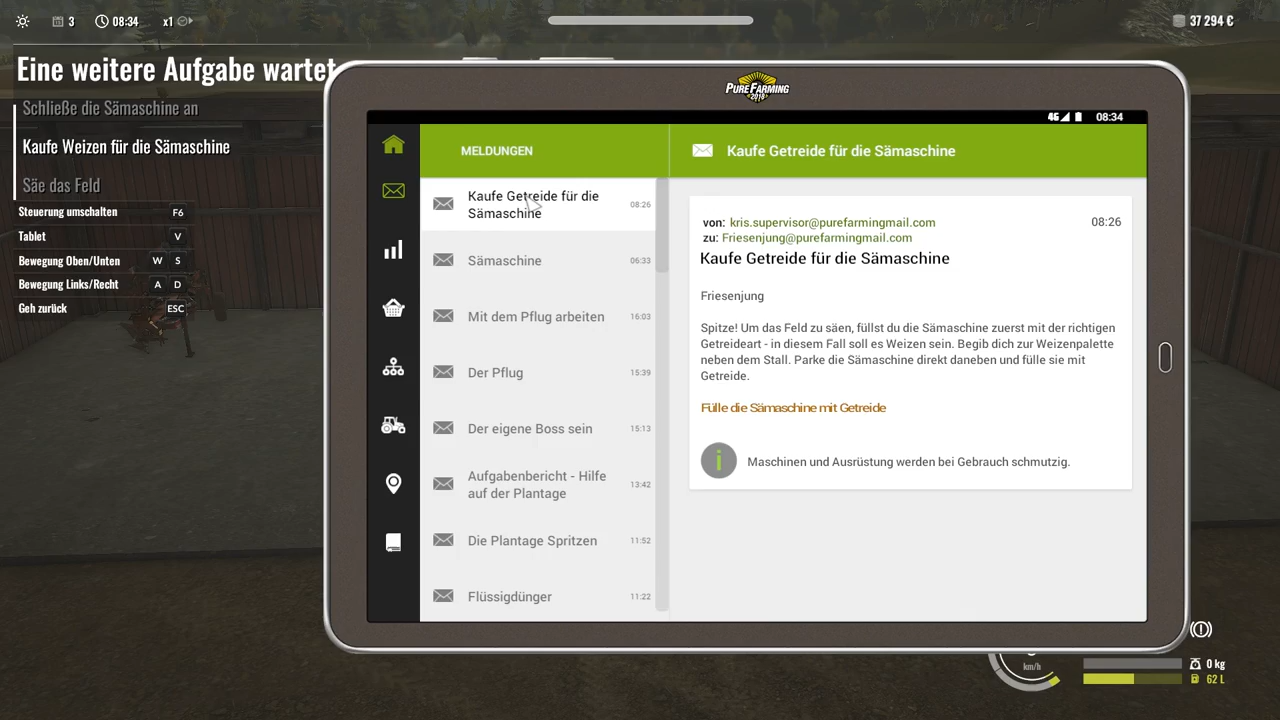 3
08:34
x1
37 294 €
Eine weitere Aufgabe wartet
Schließe die Sämaschine an
Kaufe Weizen für die Sämaschine
Säe das Feld
Steuerung umschalten F6
Tablet V
Bewegung Oben/Unten W S
Bewegung Links/Recht A D
Geh zurück ESC
PURE FARMING
2018
4G 08:34
MELDUNGEN
Kaufe Getreide für die
Sämaschine
08:26
Sämaschine 06:33
Mit dem Pflug arbeiten 16:03
Der Pflug 15:39
Der eigene Boss sein 15:13
Aufgabenbericht - Hilfe
auf der Plantage
13:42
Die Plantage Spritzen 11:52
Flüssigdünger 11:22
Kaufe Getreide für die Sämaschine
von: kris.supervisor@purefarmingmail.com 08:26
zu: Friesenjung@purefarmingmail.com
Kaufe Getreide für die Sämaschine
Friesenjung
Spitze! Um das Feld zu säen, füllst du die Sämaschine zuerst mit der richtigen
Getreideart - in diesem Fall soll es Weizen sein. Begib dich zur Weizenpalette
neben dem Stall. Parke die Sämaschine direkt daneben und fülle sie mit
Getreide.
Fülle die Sämaschine mit Getreide
Maschinen und Ausrüstung werden bei Gebrauch schmutzig.
km/h
0 kg
62 L